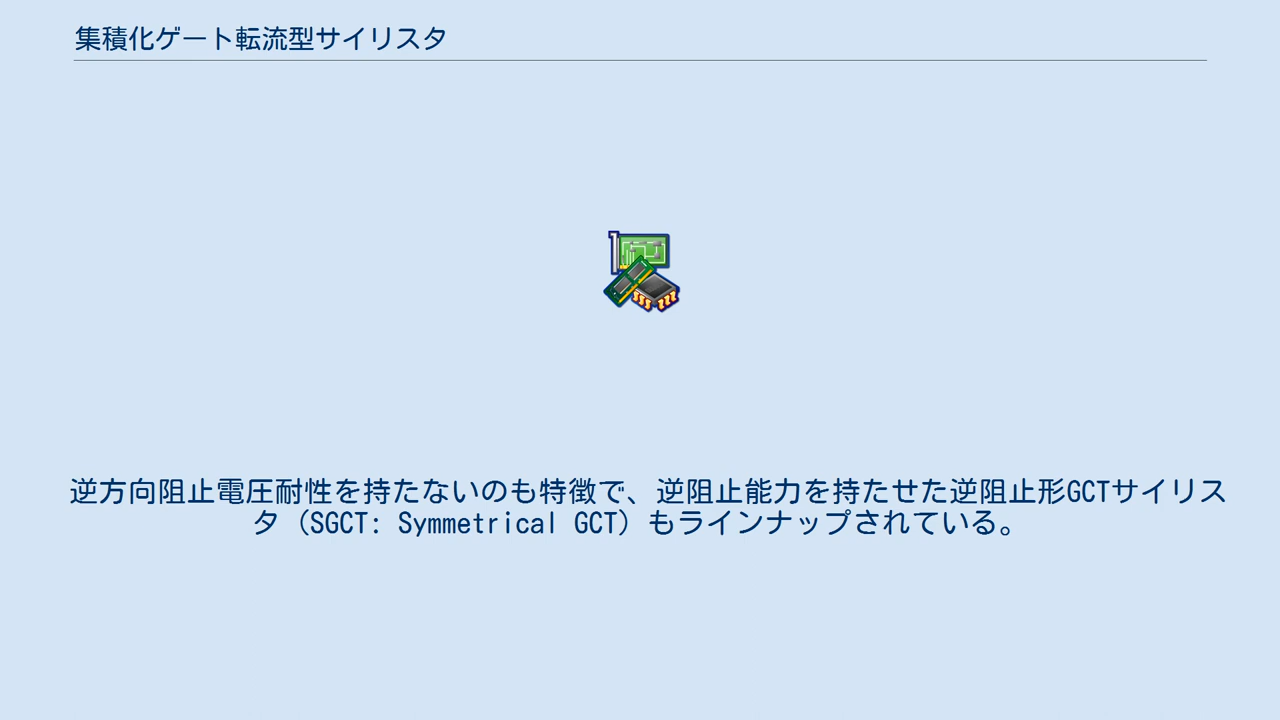 集積化ゲート転流型サイリスタ
逆方向阻止電圧耐性を持たないのも特徴で、逆阻止能力を持たせた逆阻止形GCTサイリス
タ（SGCT: Symmetrical GCT）もラインナップされている。